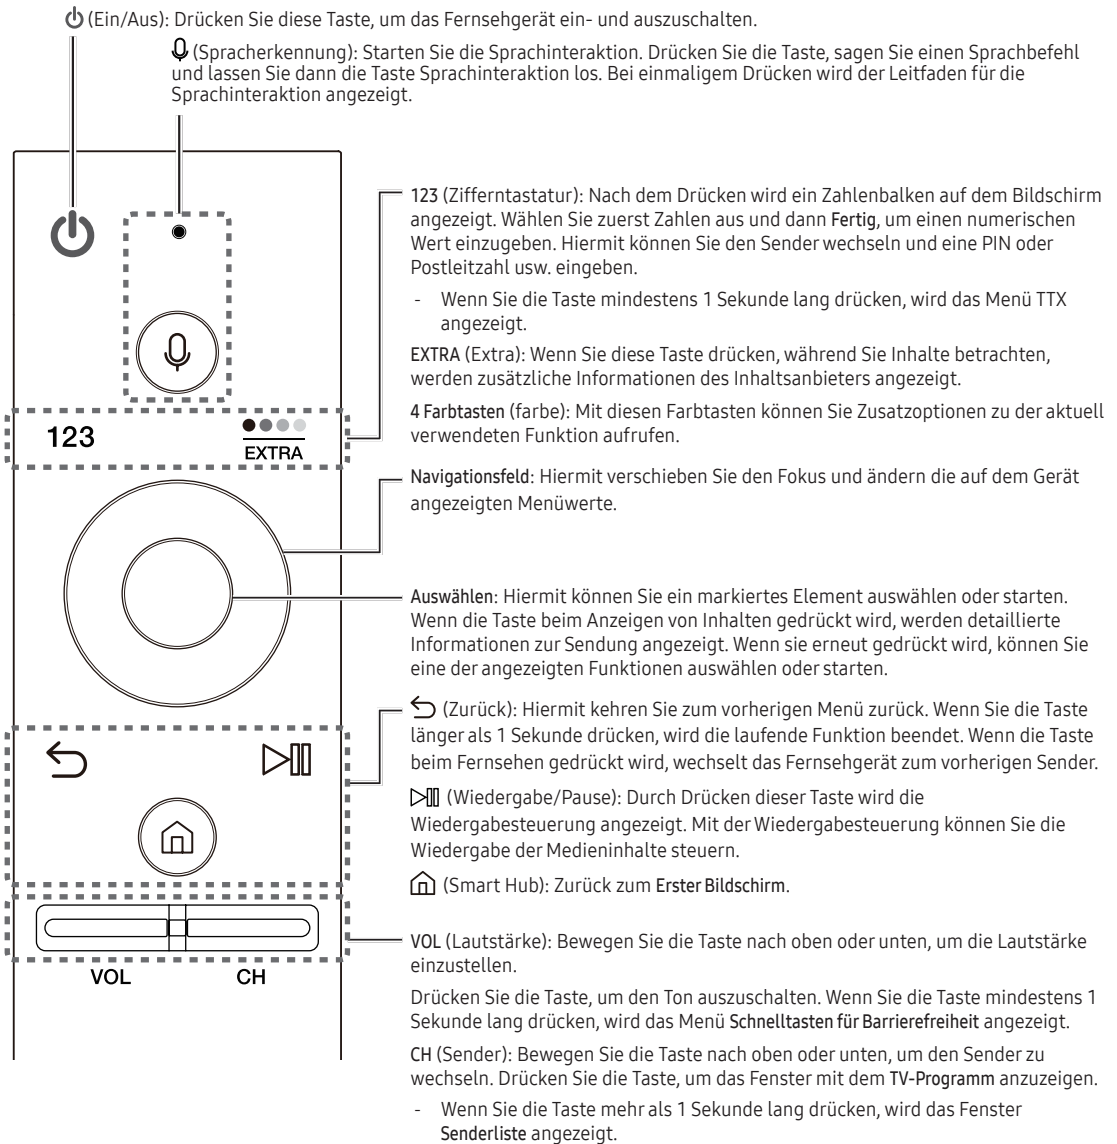 (Ein/Aus): Drücken Sie diese Taste, um das Fernsehgerät ein- und auszuschalten.
(Spracherkennung): Starten Sie die Sprachinteraktion. Drücken Sie die Taste, sagen Sie einen Sprachbefehl
und lassen Sie dann die Taste Sprachinteraktion los. Bei einmaligem Drücken wird der Leitfaden für die
Sprachinteraktion angezeigt.
123 (Zifferntastatur): Nach dem Drücken wird ein Zahlenbalken auf dem Bildschirm
angezeigt. Wählen Sie zuerst Zahlen aus und dann Fertig, um einen numerischen
Wert einzugeben. Hiermit können Sie den Sender wechseln und eine PIN oder
Postleitzahl usw. eingeben.
- Wenn Sie die Taste mindestens 1 Sekunde lang drücken, wird das Menü TTX
angezeigt.
EXTRA (Extra): Wenn Sie diese Taste drücken, während Sie Inhalte betrachten,
werden zusätzliche Informationen des Inhaltsanbieters angezeigt.
4 Farbtasten (farbe): Mit diesen Farbtasten können Sie Zusatzoptionen zu der aktuell
verwendeten Funktion aufrufen.
123
EXTRA
Navigationsfeld: Hiermit verschieben Sie den Fokus und ändern die auf dem Gerät
angezeigten Menüwerte.
Auswählen: Hiermit können Sie ein markiertes Element auswählen oder starten.
Wenn die Taste beim Anzeigen von Inhalten gedrückt wird, werden detaillierte
Informationen zur Sendung angezeigt. Wenn sie erneut gedrückt wird, können Sie
eine der angezeigten Funktionen auswählen oder starten.
(Zurück): Hiermit kehren Sie zum vorherigen Menü zurück. Wenn Sie die Taste
länger als 1 Sekunde drücken, wird die laufende Funktion beendet. Wenn die Taste
beim Fernsehen gedrückt wird, wechselt das Fernsehgerät zum vorherigen Sender.
(Wiedergabe/Pause): Durch Drücken dieser Taste wird die
Wiedergabesteuerung angezeigt. Mit der Wiedergabesteuerung können Sie die
Wiedergabe der Medieninhalte steuern.
(Smart Hub): Zurück zum Erster Bildschirm.
VOL
CH
VOL (Lautstärke): Bewegen Sie die Taste nach oben oder unten, um die Lautstärke
einzustellen.
Drücken Sie die Taste, um den Ton auszuschalten. Wenn Sie die Taste mindestens 1
Sekunde lang drücken, wird das Menü Schnelltasten für Barrierefreiheit angezeigt.
CH (Sender): Bewegen Sie die Taste nach oben oder unten, um den Sender zu
wechseln. Drücken Sie die Taste, um das Fenster mit dem TV-Programm anzuzeigen.
- Wenn Sie die Taste mehr als 1 Sekunde lang drücken, wird das Fenster
Senderliste angezeigt.